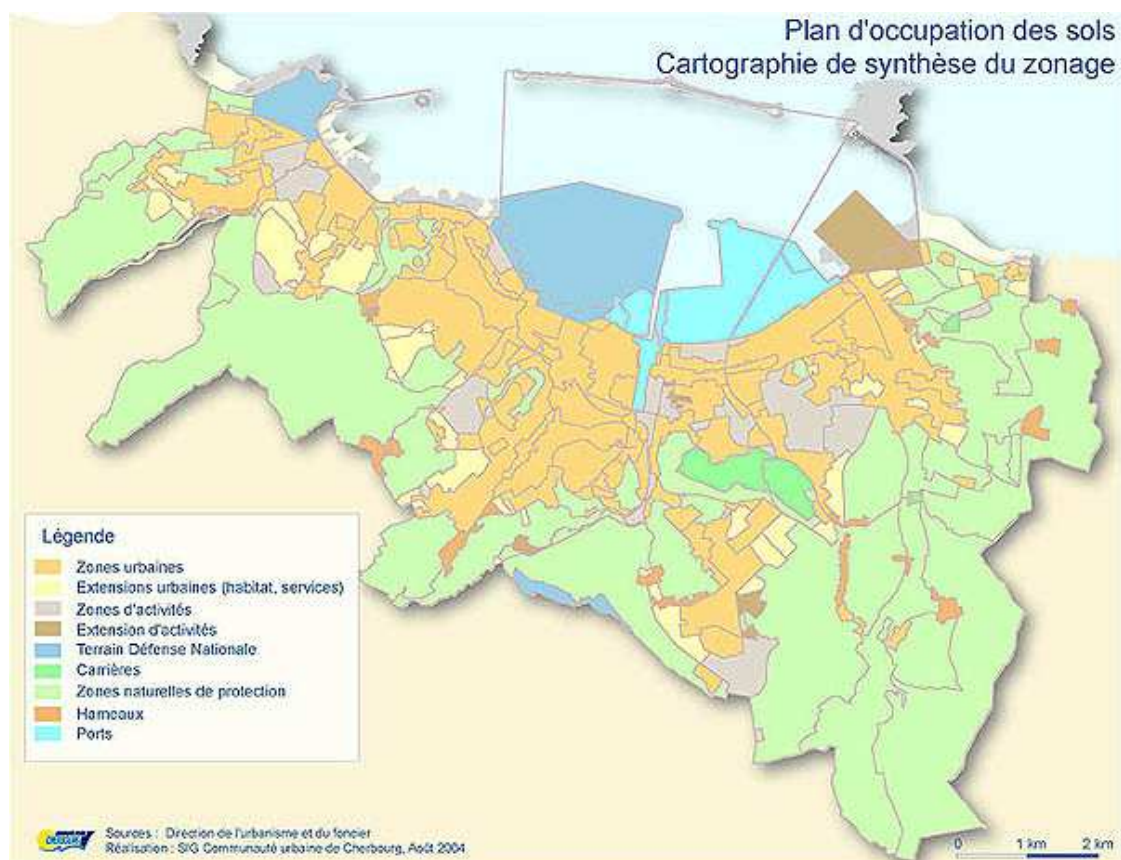 Plan d'occupation des sols
Cartographie de synthèse du zonage
Légende
Zones urbaines
Extensions urbaines (habitat, services)
Zones d'activités
Extension d'activités
Terrain Défense Nationale
Carrières
Zones naturelles de protection
Hameaux
Ports
Sources : Direction de l'urbanisme et du foncier
Réalisation : SIG Communauté urbaine de Cherbourg, Août 2004
0 1 km 2 km